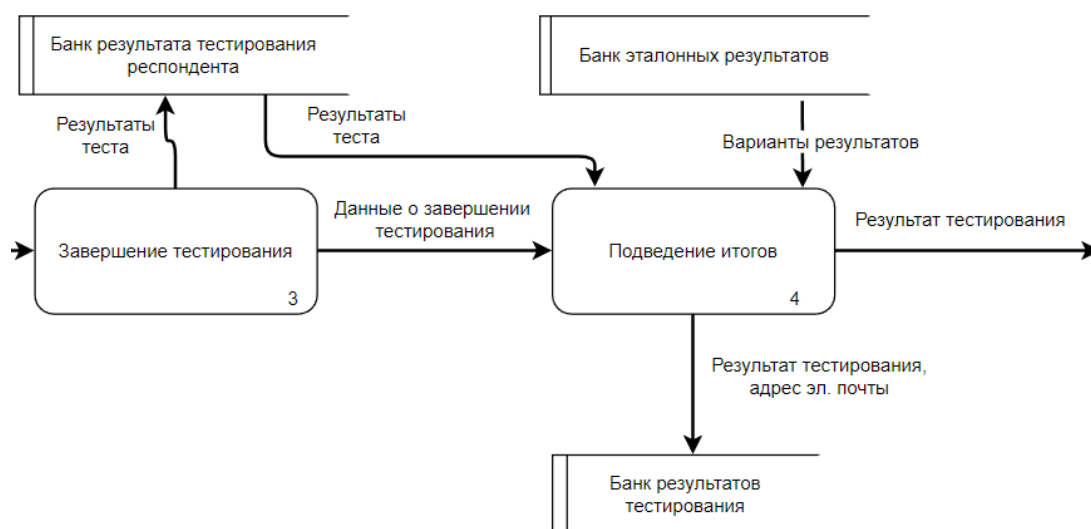 Банк результата тестирования
респондента
Банк эталонных результатов
Результаты
теста
Результаты
теста
Варианты результатов
Завершение тестирования
3
Данные о завершении
тестирования
Подведение итогов
4
Результат тестирования
Результат тестирования,
адрес эл. почты
Банк результатов
тестирования